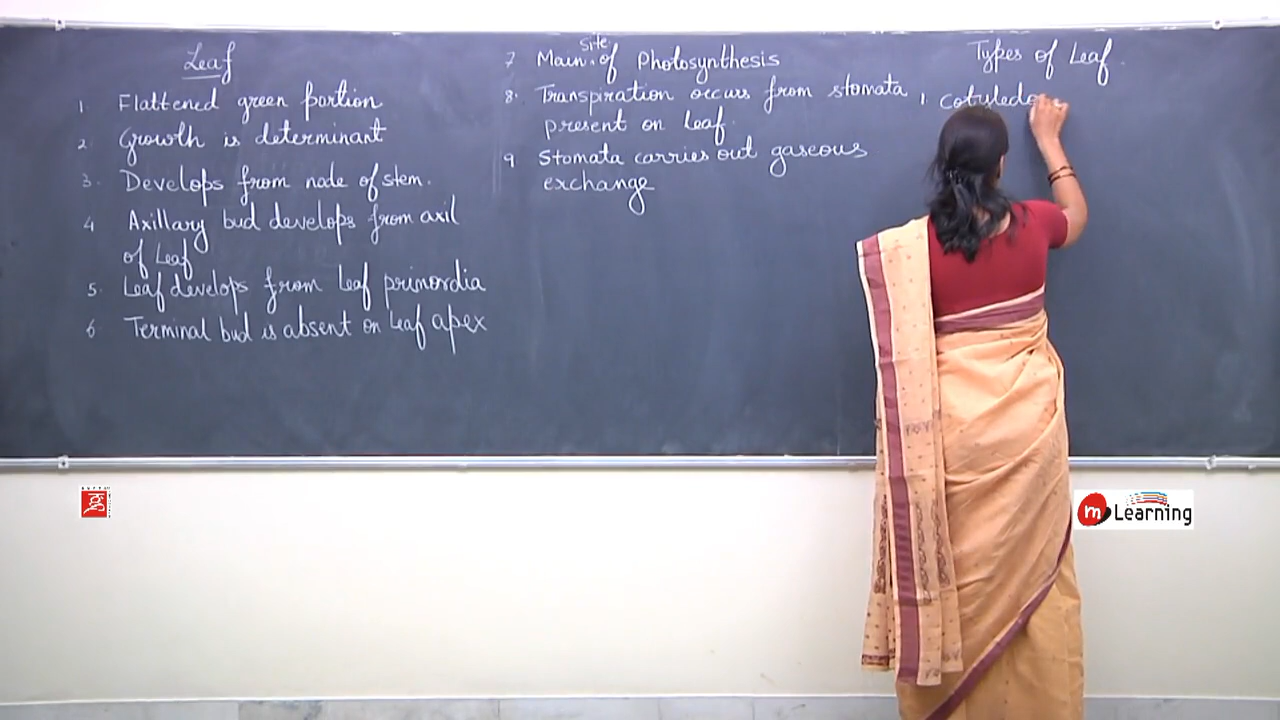 Leaf
1. Flattened green portion
2. Growth is determinant
3. Develops from node of stem.
4 Axillary bud develops from axil
of Leaf
5. Leaf develops from leaf primordia
6 Terminal bud is absent on leaf apex
7 Main site of Photosynthesis
8. Transpiration occurs from stomata
present on leaf.
9 Stomata carries out gaseous
exchange
Types of Leaf.
1. cotyledo
m Learning